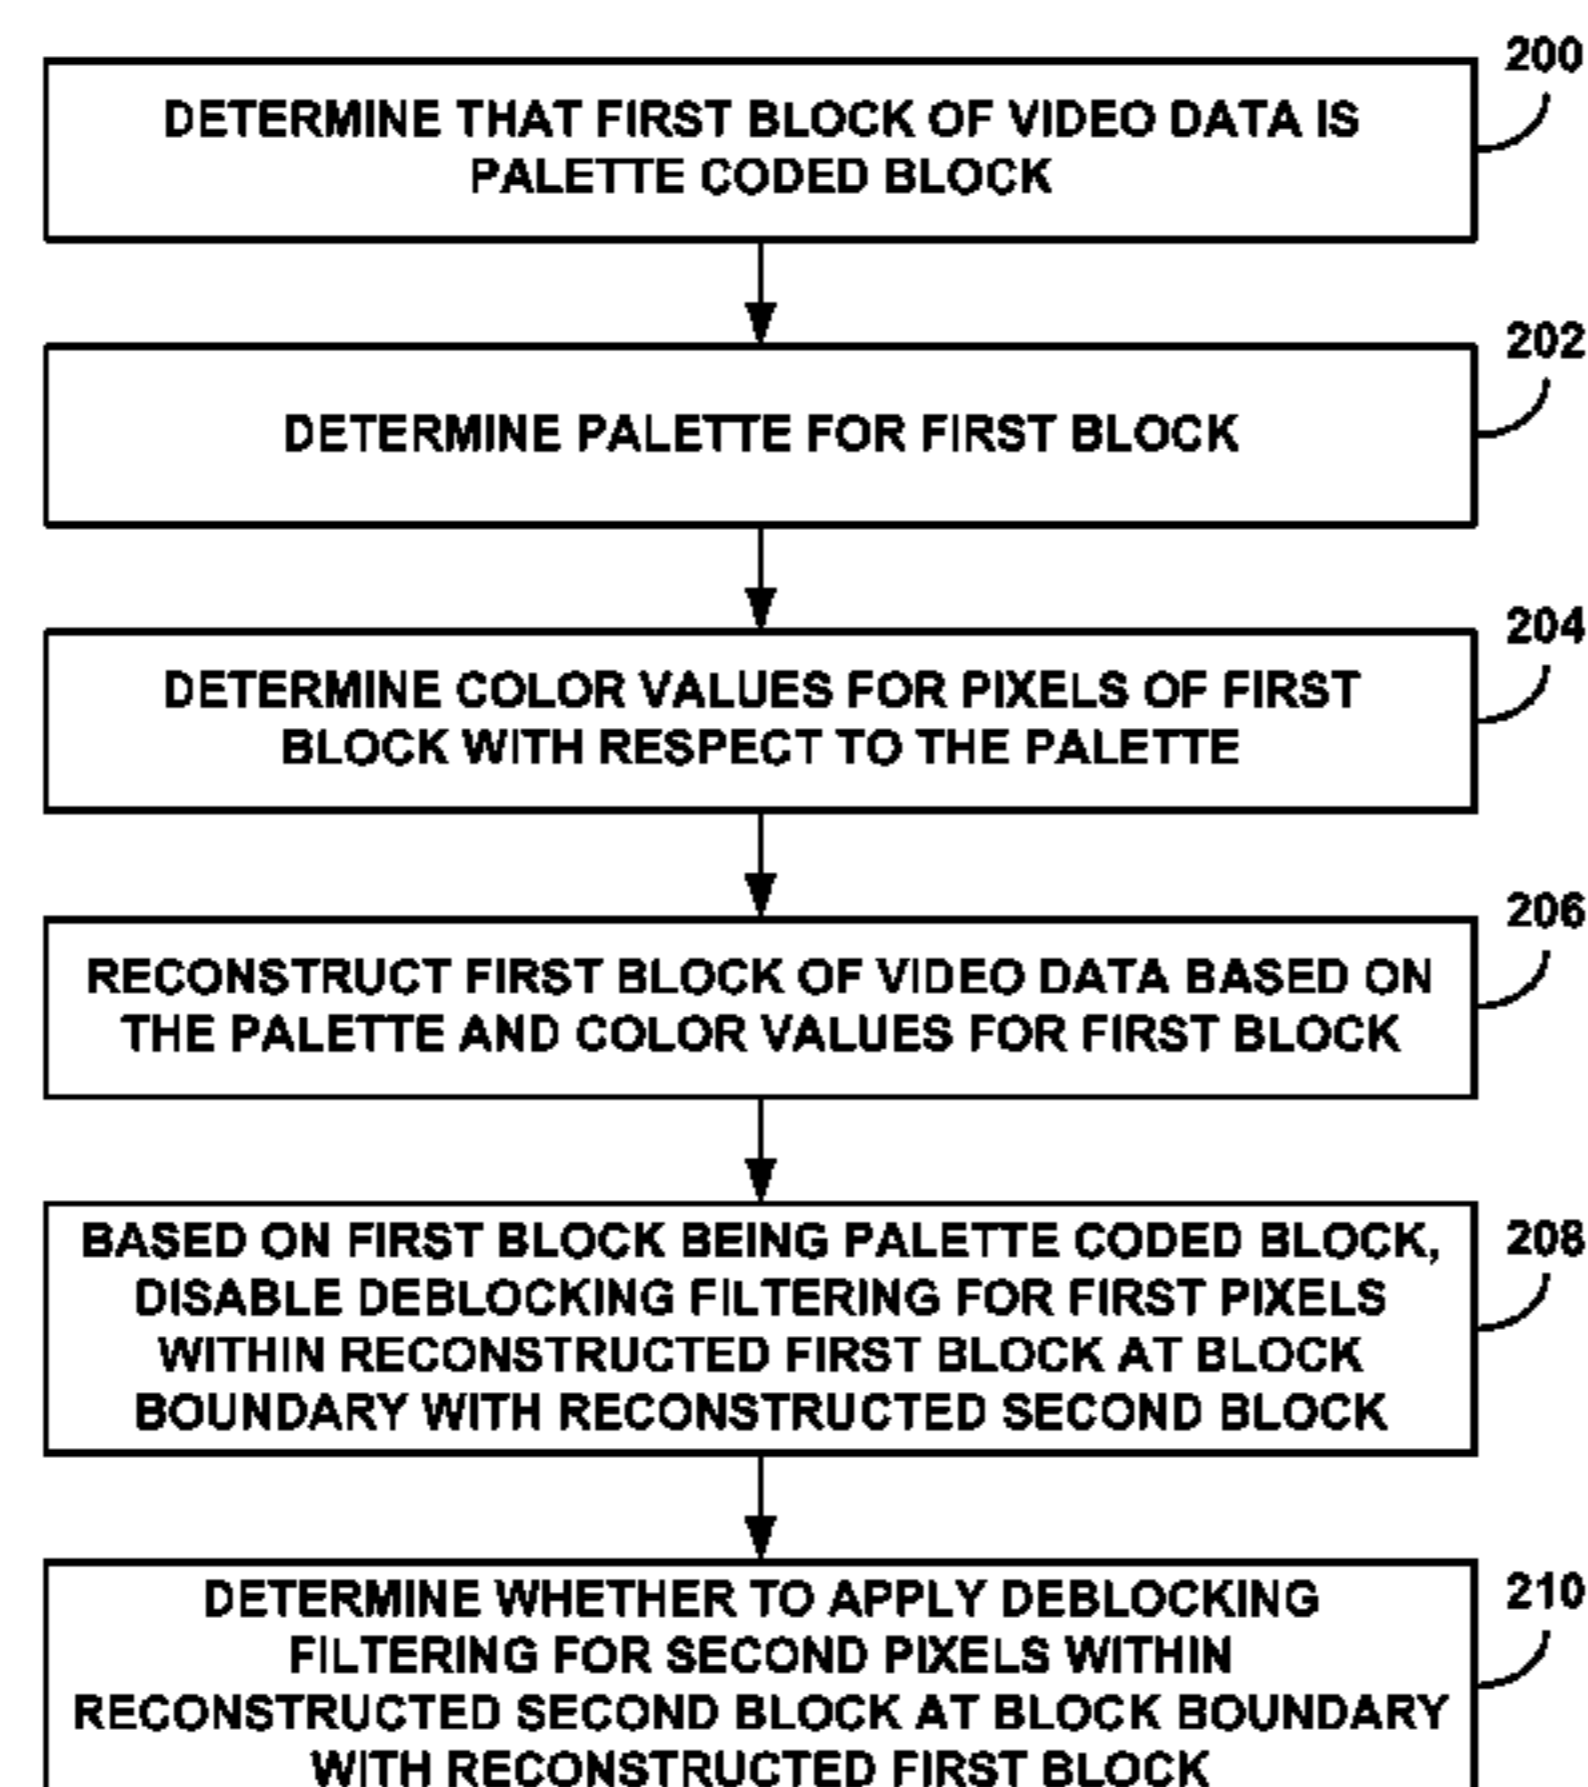 200
DETERMINE THAT FIRST BLOCK OF VIDEO DATA IS
PALETTE CODED BLOCK
202
DETERMINE PALETTE FOR FIRST BLOCK
204
DETERMINE COLOR VALUES FOR PIXELS OF FIRST
BLOCK WITH RESPECT TO THE PALETTE
206
RECONSTRUCT FIRST BLOCK OF VIDEO DATA BASED ON
THE PALETTE AND COLOR VALUES FOR FIRST BLOCK
208
BASED ON FIRST BLOCK BEING PALETTE CODED BLOCK,
DISABLE DEBLOCKING FILTERING FOR FIRST PIXELS
WITHIN RECONSTRUCTED FIRST BLOCK AT BLOCK
BOUNDARY WITH RECONSTRUCTED SECOND BLOCK
210
DETERMINE WHETHER TO APPLY DEBLOCKING
FILTERING FOR SECOND PIXELS WITHIN
RECONSTRUCTED SECOND BLOCK AT BLOCK BOUNDARY
WITH RECONSTRUCTED FIRST BLOCK